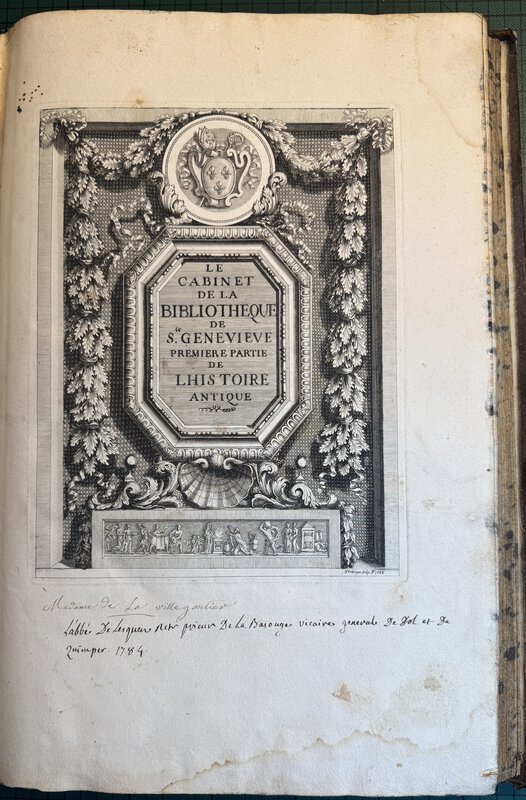 LE
CABINET
DE LA
BIBLIOTHEQUE
DE
Ste. GENEVIEVE
PREMIERE PARTIE
DE
LHISTOIRE
ANTIQUE
Madame de La villegontier
L'abbé De Lesquen prieur De La Basouge vicaire general De Dol et de
Quimper. 1784.